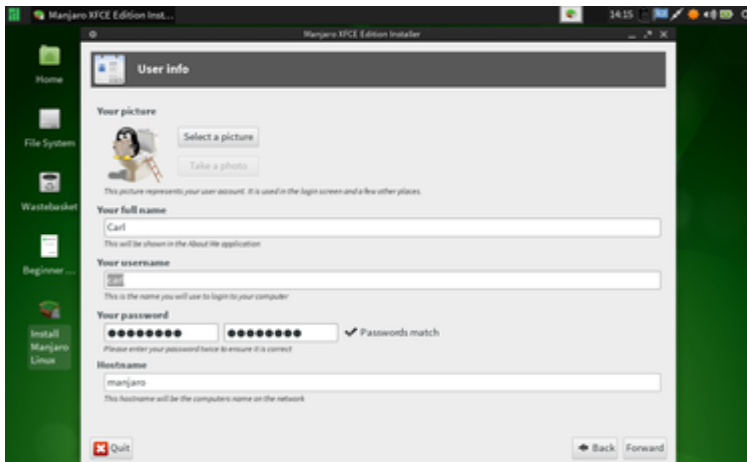 Manjaro XFCE Edition Inst...
14:15
Manjaro XFCE Edition Installer
Home
File System
Wastebasket
Beginner ...
Install
Manjaro
Linux
User info
Your picture
Select a picture
Take a photo
This picture represents your user account. It is used in the login screen and a few other places.
Your full name
Carl
This will be shown in the About Me application
Your username
carl
This is the name you will use to login to your computer
Your password
Passwords match
Please enter your password twice to ensure it is correct
Hostname
manjaro
This hostname will be the computers name on the network
Quit
Back
Forward